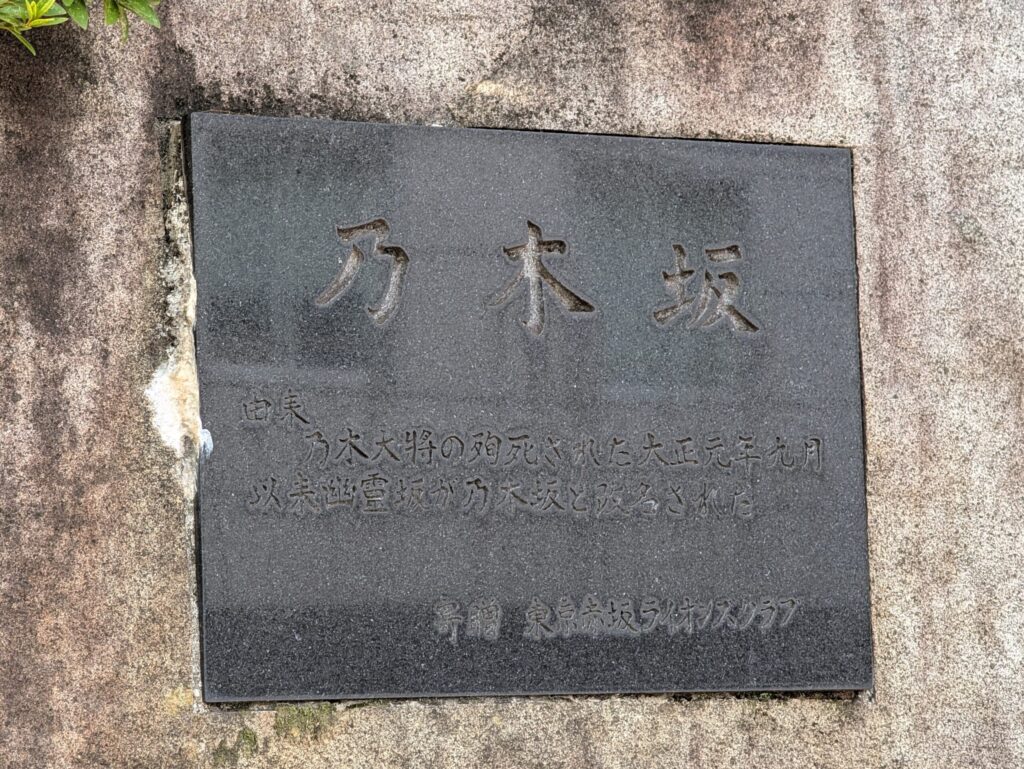 乃木坂
由来
乃木大将の殉死された大正元年九月
以来幽霊坂が乃木坂と改名された
寄贈 東京赤坂ライオンズクラブ